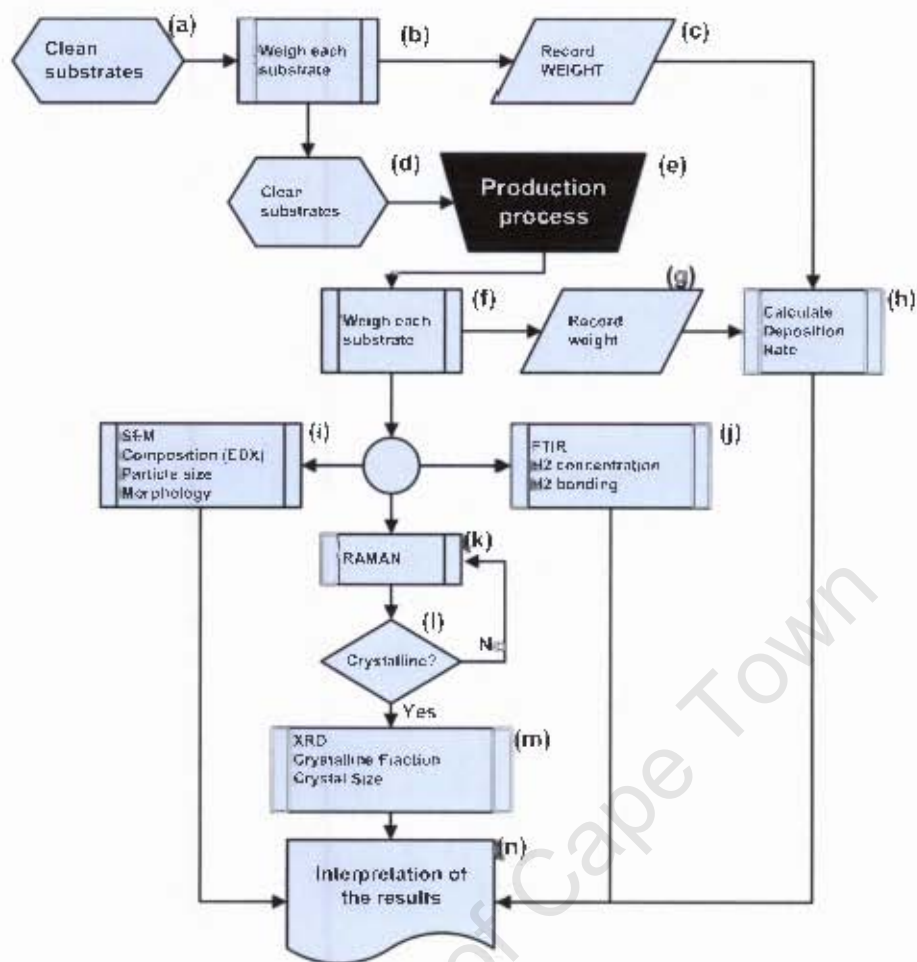 Clean
substrates
(a)
Weigh each
substrate
(b)
Record
WEIGHT
(c)
Clean
substrates
(d)
Production
process
(e)
Weigh each
substrate
(f)
Record
weight
(g)
Calculate
Deposition
Rate
(h)
SEM
Composition (EDX)
Particle size
Morphology
(i)
FTIR
H2 concentration
H2 bonding
(j)
RAMAN
(k)
Crystalline?
(l)
No
Yes
XRD
Crystalline Fraction
Crystal Size
(m)
Interpretation of
the results
(n)
of Cape Town